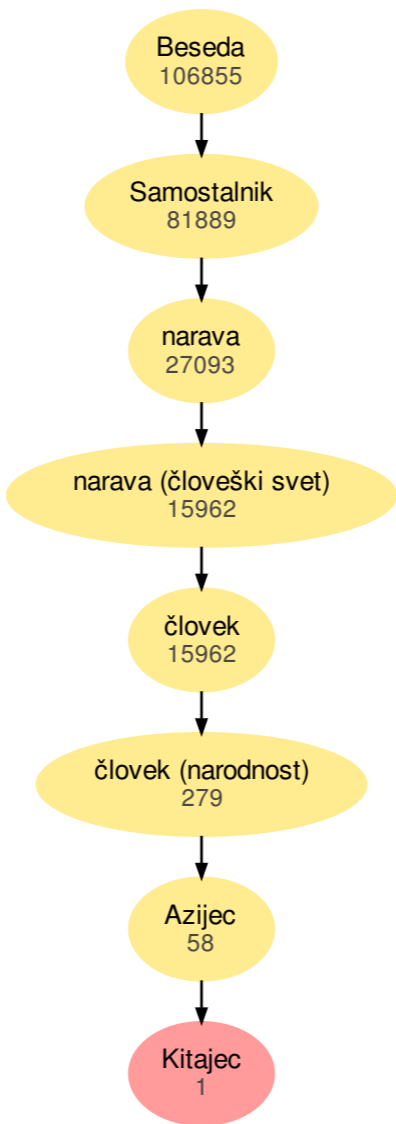 Beseda
106855
Samostalnik
81889
narava
27093
narava (človeški svet)
15962
človek
15962
človek (narodnost)
279
Azijec
58
Kitajec
1